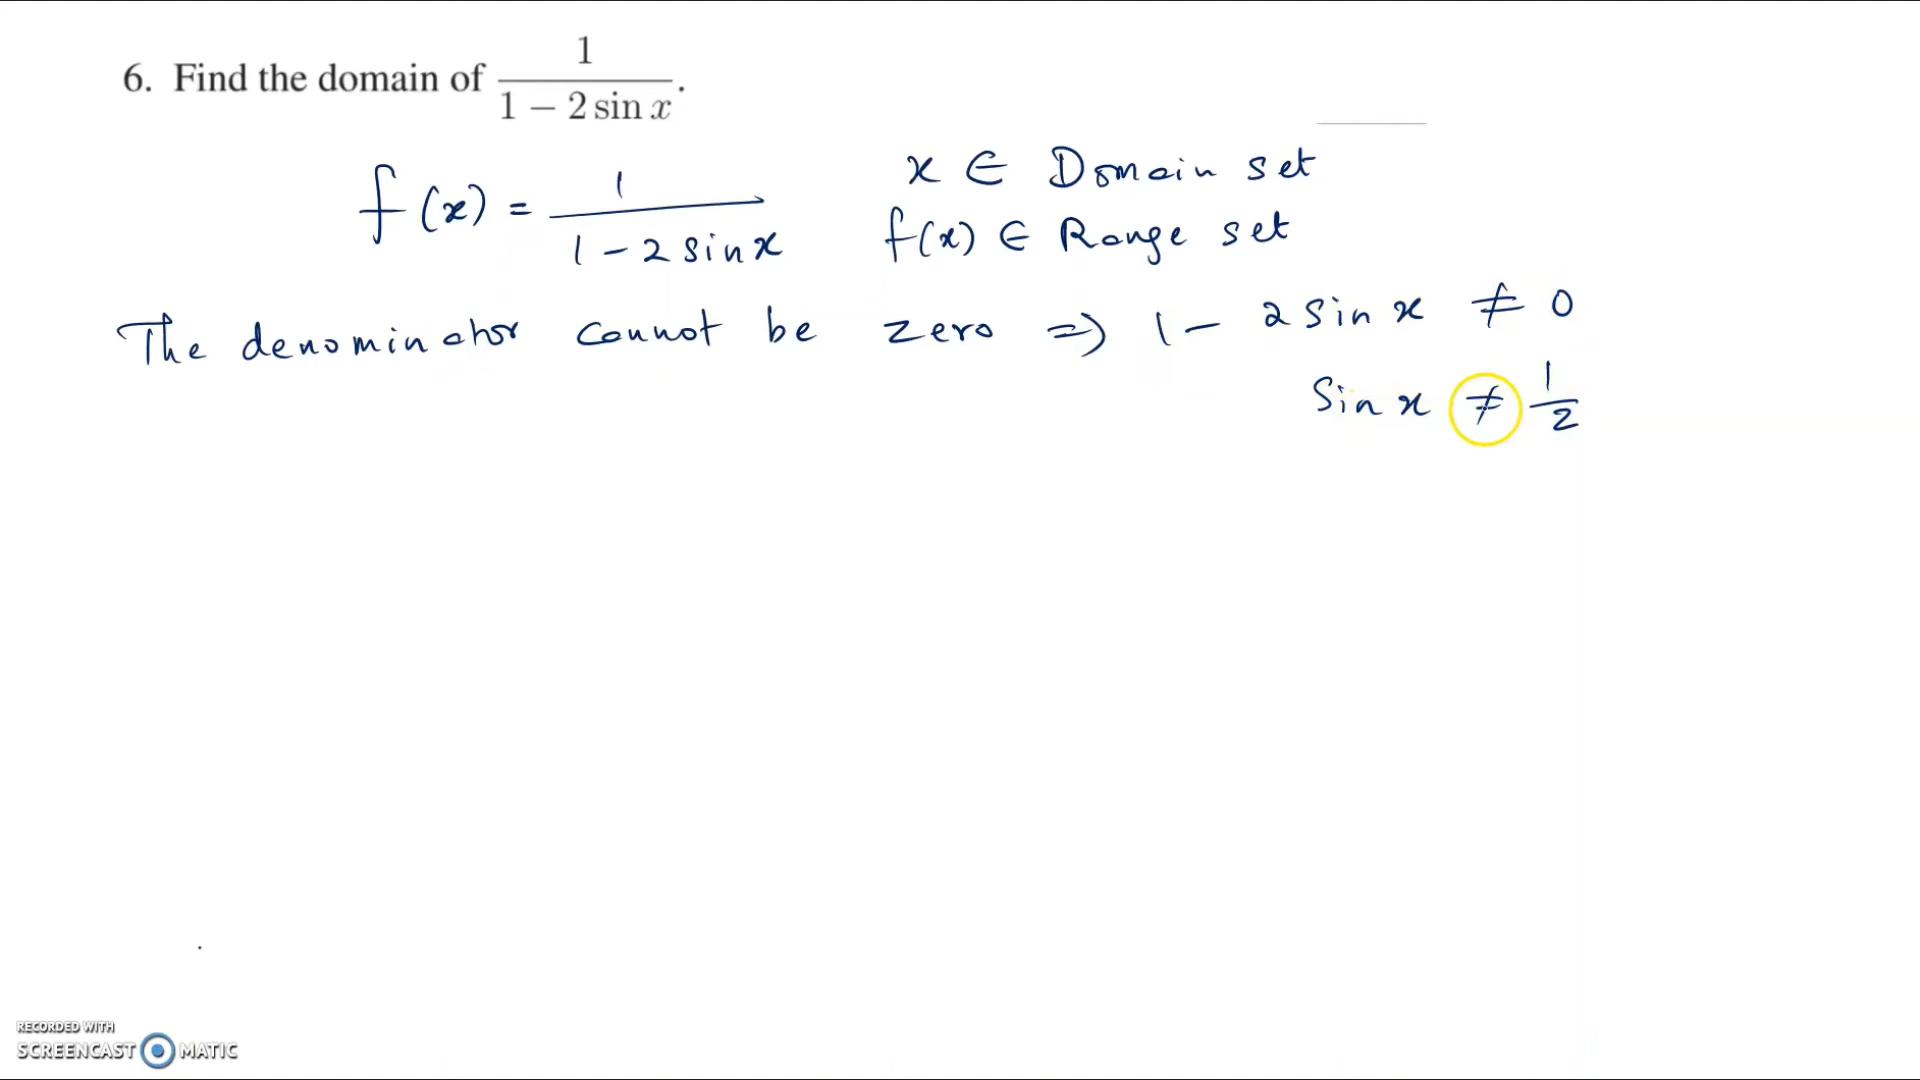 6. Find the domain of 1/(1 − 2 sin x).
f(x) = 1/(1 - 2 sin x)
x ∈ Domain set
f(x) ∈ Range set
The denominator cannot be zero ⇒ 1 - 2 sin x ≠ 0
Sin x ≠ 1/2
RECORDED WITH
SCREENCAST MATIC